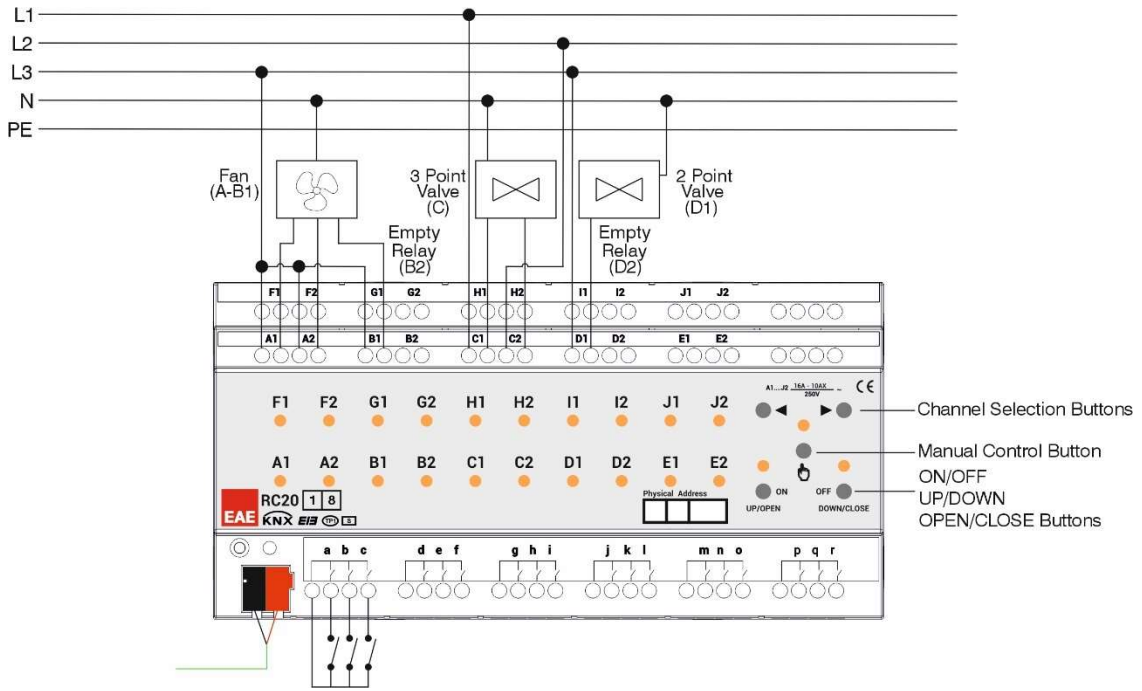 L1
L2
L3
N
PE
Fan
(A-B1)
3 Point
Valve
(C)
2 Point
Valve
(D1)
Empty
Relay
(B2)
Empty
Relay
(D2)
F1 F2 G1 G2 H1 H2 I1 I2 J1 J2
A1 A2 B1 B2 C1 C2 D1 D2 E1 E2
A1...J2 16A - 10AX ~
250V
CE
F1 F2 G1 G2 H1 H2 I1 I2 J1 J2
A1 A2 B1 B2 C1 C2 D1 D2 E1 E2
Channel Selection Buttons
Manual Control Button
ON/OFF
UP/DOWN
OPEN/CLOSE Buttons
ON
UP/OPEN
OFF
DOWN/CLOSE
EAE
RC20 1 8
KNX EIB TP1 S
Physical Address
a b c d e f g h i j k l m n o p q r